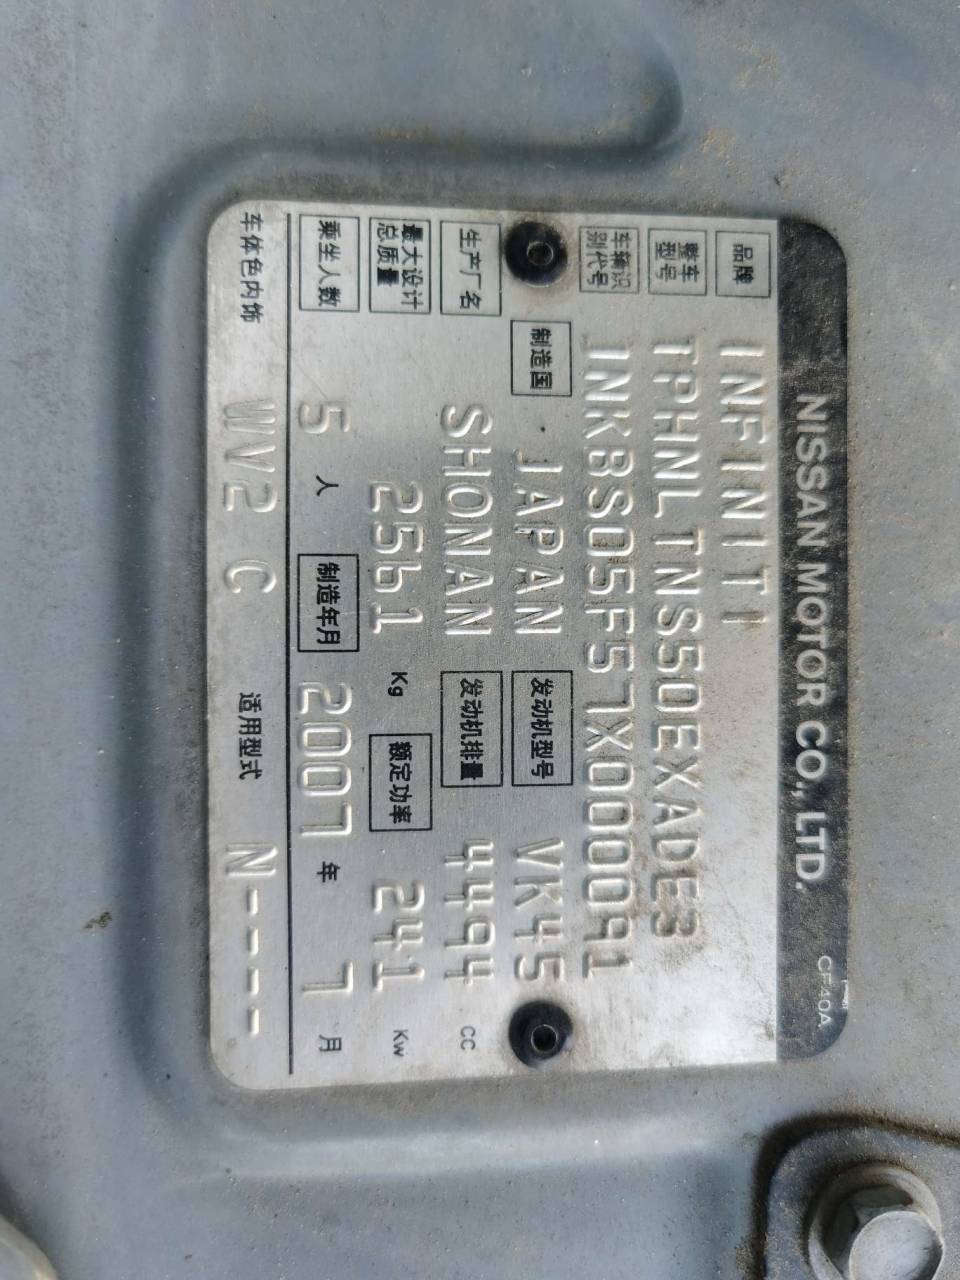 NISSAN MOTOR CO., LTD. CF40A
品牌 INFINITI
整车型号 TPHNLTNS50EXADE3
车辆识别代号 JNKBS05F57X000091
制造国 JAPAN 发动机型号 VK45
生产厂名 SHONAN 发动机排量 4494 CC
最大设计总质量 2561 Kg 额定功率 241 Kw
乘坐人数 5 人 制造年月 2007 年 7 月
车体色内饰 WV2 C 适用型式 N----